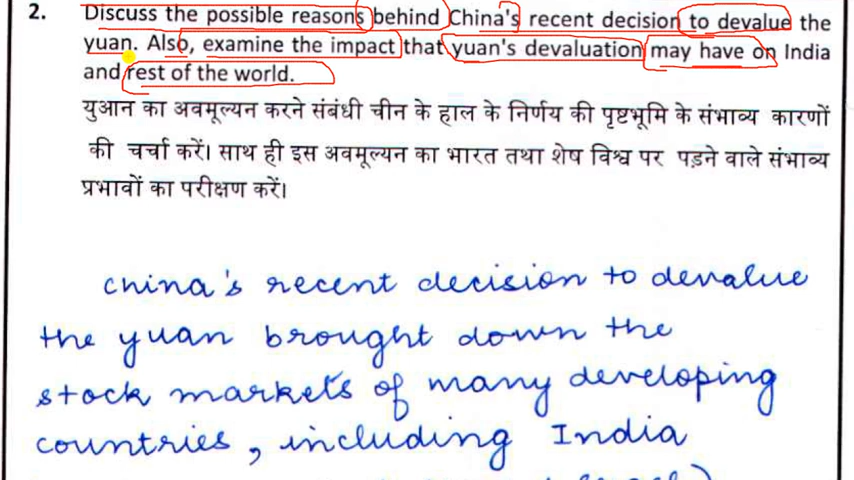 2. Discuss the possible reasons behind China's recent decision to devalue the
yuan. Also, examine the impact that yuan's devaluation may have on India
and rest of the world.
युआन का अवमूल्यन करने संबंधी चीन के हाल के निर्णय की पृष्टभूमि के संभाव्य कारणों
की चर्चा करें। साथ ही इस अवमूल्यन का भारत तथा शेष विश्व पर पड़ने वाले संभाव्य
प्रभावों का परीक्षण करें।
China's recent decision to devalue
the yuan brought down the
stock markets of many developing
countries, including India